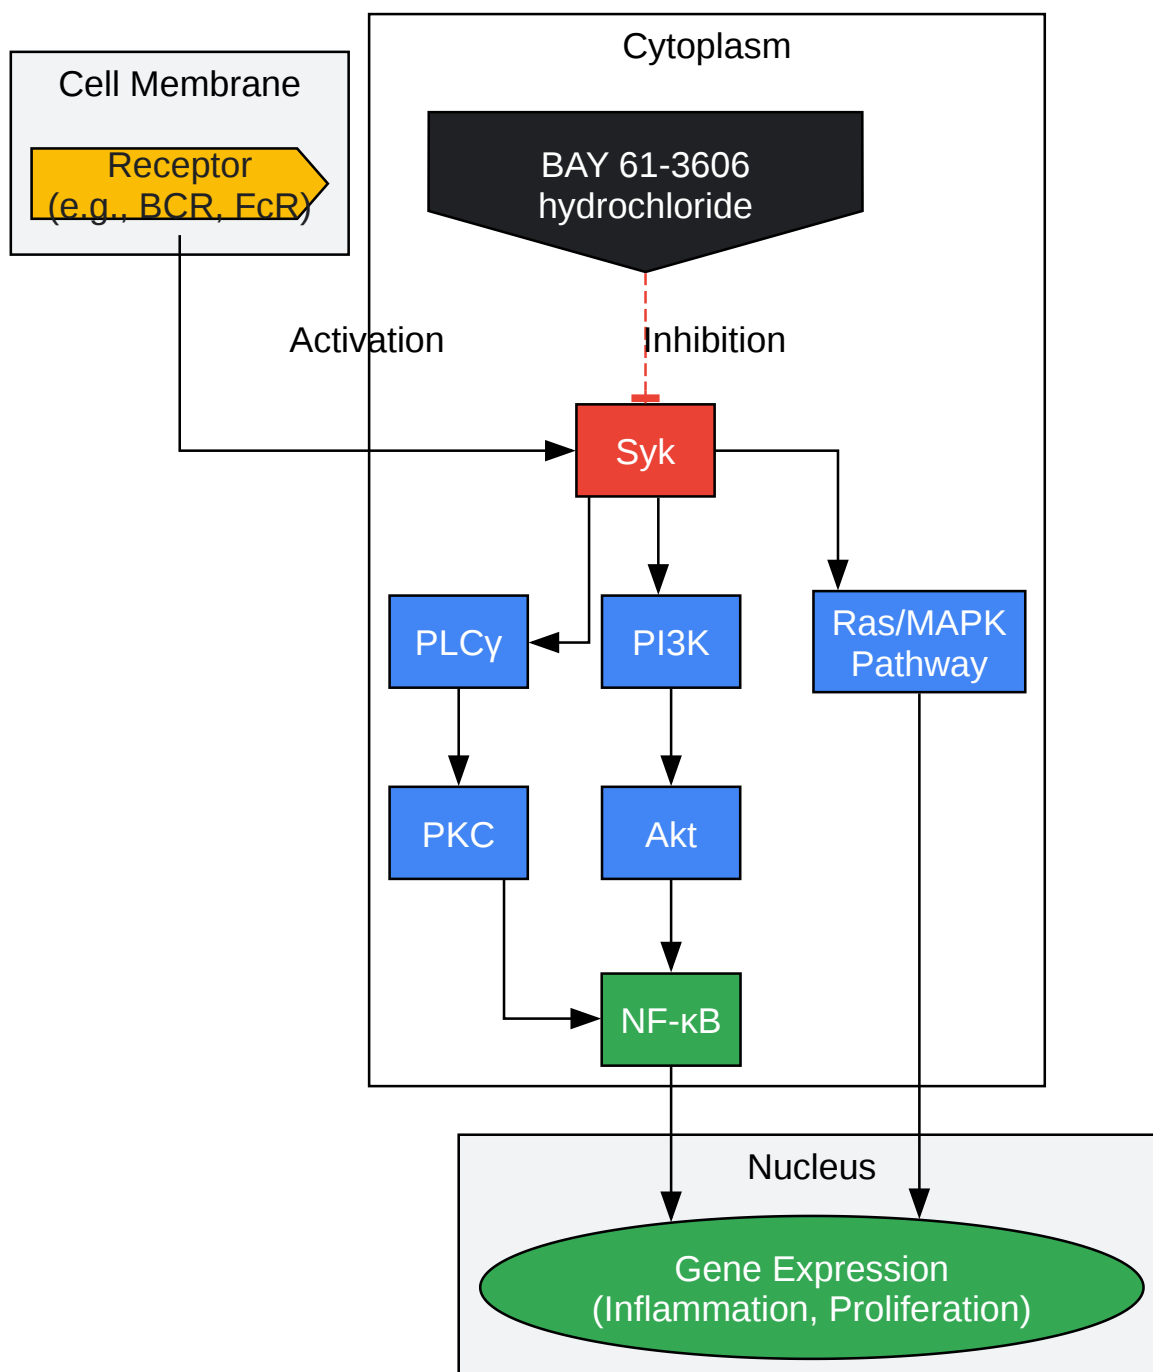 Cytoplasm
Cell Membrane
Receptor
(e.g., BCR, FcR)
BAY 61-3606
hydrochloride
Activation
Inhibition
Syk
PLCγ
PI3K
Ras/MAPK
Pathway
PKC
Akt
NF-κB
Nucleus
Gene Expression
(Inflammation, Proliferation)